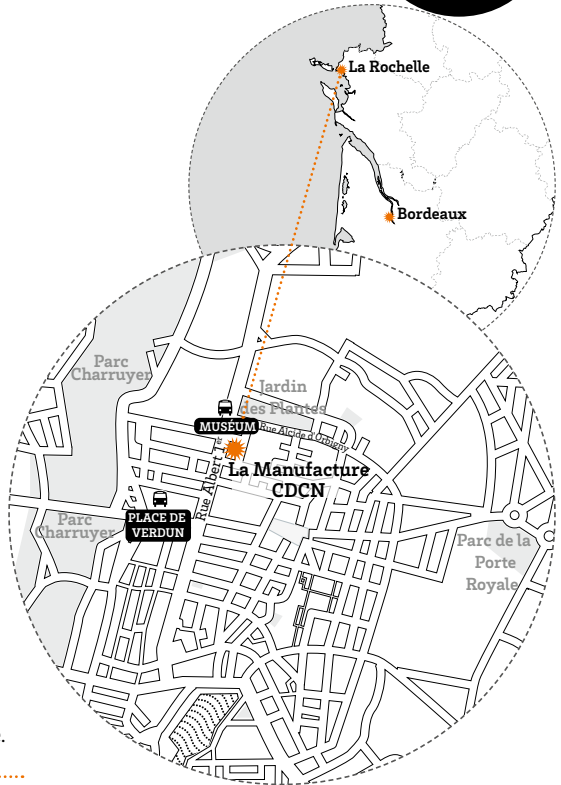 La Rochelle
Bordeaux
Parc
Charruyer
Jardin
des Plantes
MUSÉUM
Rue Alcide d'Orbigny
Rue Albert 1er
La Manufacture
CDCN
PLACE DE
VERDUN
Parc
Charruyer
Parc de la
Porte
Royale